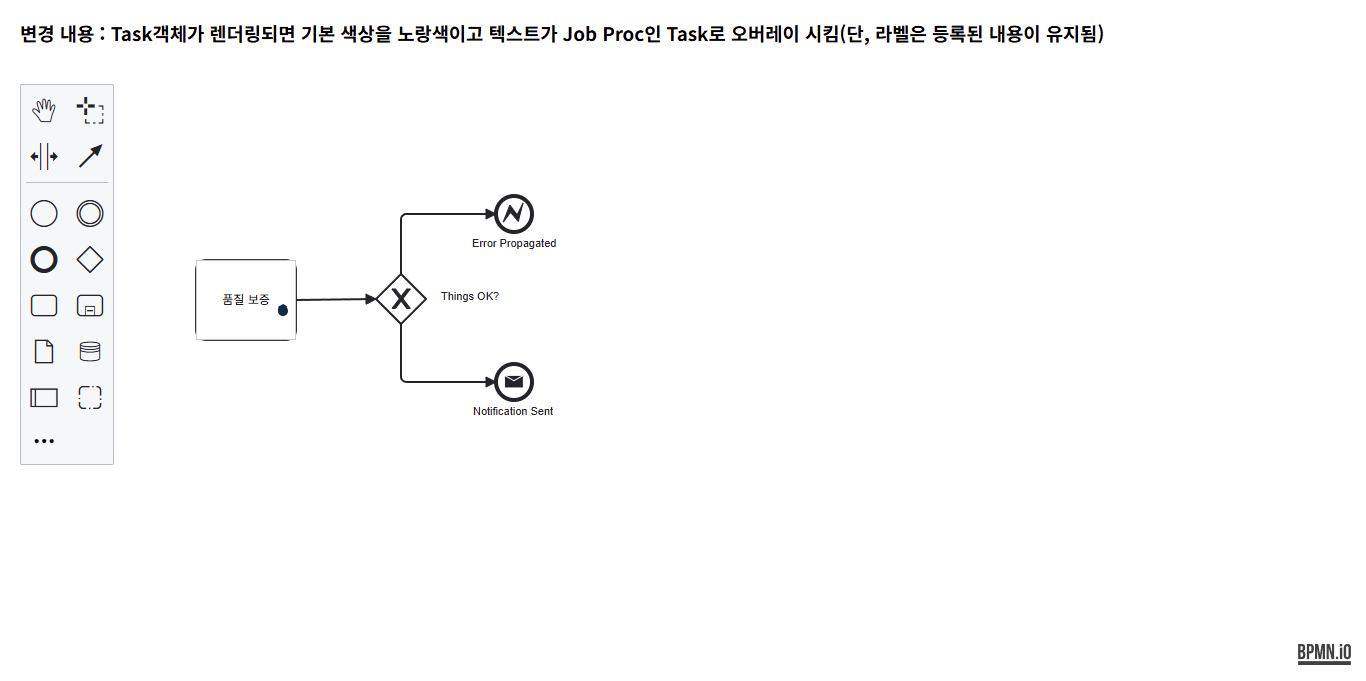 변경 내용 : Task객체가 렌더링되면 기본 색상을 노랑색이고 텍스트가 Job Proc인 Task로 오버레이 시킴(단, 라벨은 등록된 내용이 유지됨)
Error Propagated
품질 보증
Things OK?
Notification Sent
BPMN.iO